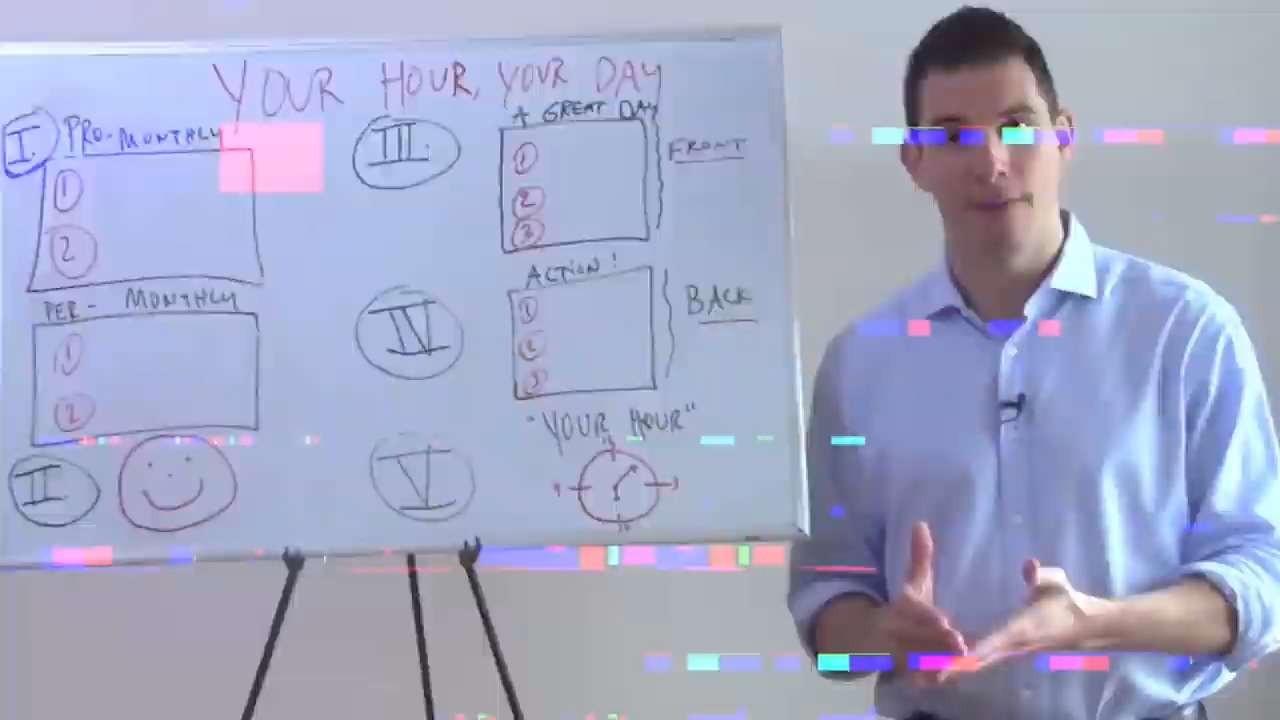 YOUR HOUR, YOUR DAY
I. PRO-MONTHLY
1
2
PER- MONTHLY
1
2
II
III.
A GREAT DAY
1
2
3
FRONT
IV
ACTION!
1
2
3
BACK
V
"YOUR HOUR"